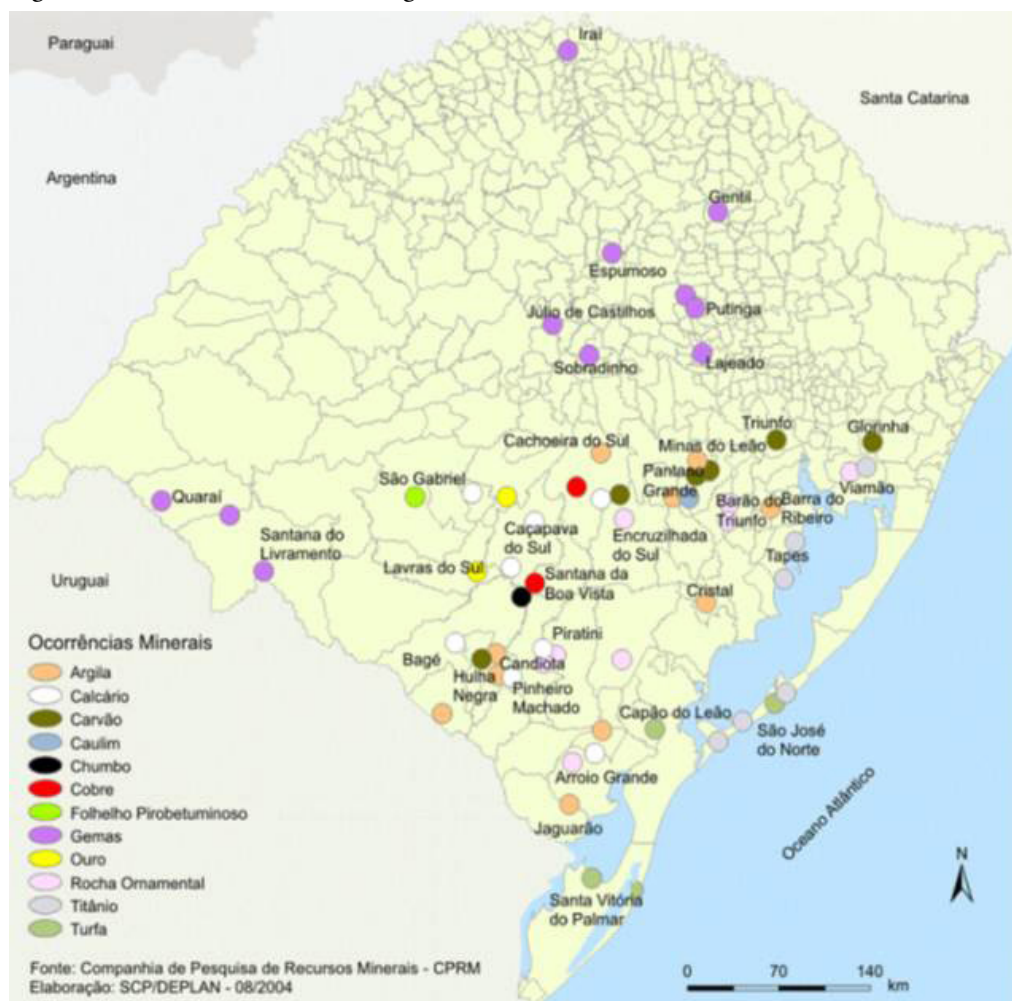 Paraguai
Iraí
Santa Catarina
Argentina
Gentil
Espumoso
Putinga
Júlio de Castilhos
Sobradinho
Lajeado
Triunfo
Glorinha
Cachoeira do Sul
Minas do Leão
São Gabriel
Pantano
Grande
Viamão
Quaraí
Barão do
Triunfo
Barra do
Ribeiro
Caçapava
do Sul
Encruzilhada
do Sul
Santana do
Livramento
Tapes
Lavras do Sul
Uruguai
Santana da
Boa Vista
Cristal
Piratini
Bagé
Candiota
Hulha
Negra
Pinheiro
Machado
Capão do Leão
São José
do Norte
Arroio Grande
Jaguarão
Oceano Atlântico
Santa Vitória
do Palmar
N
Ocorrências Minerais
Argila
Calcário
Carvão
Caulim
Chumbo
Cobre
Folhelho Pirobetuminoso
Gemas
Ouro
Rocha Ornamental
Titânio
Turfa
Fonte: Companhia de Pesquisa de Recursos Minerais - CPRM
Elaboração: SCP/DEPLAN - 08/2004
0 70 140
km